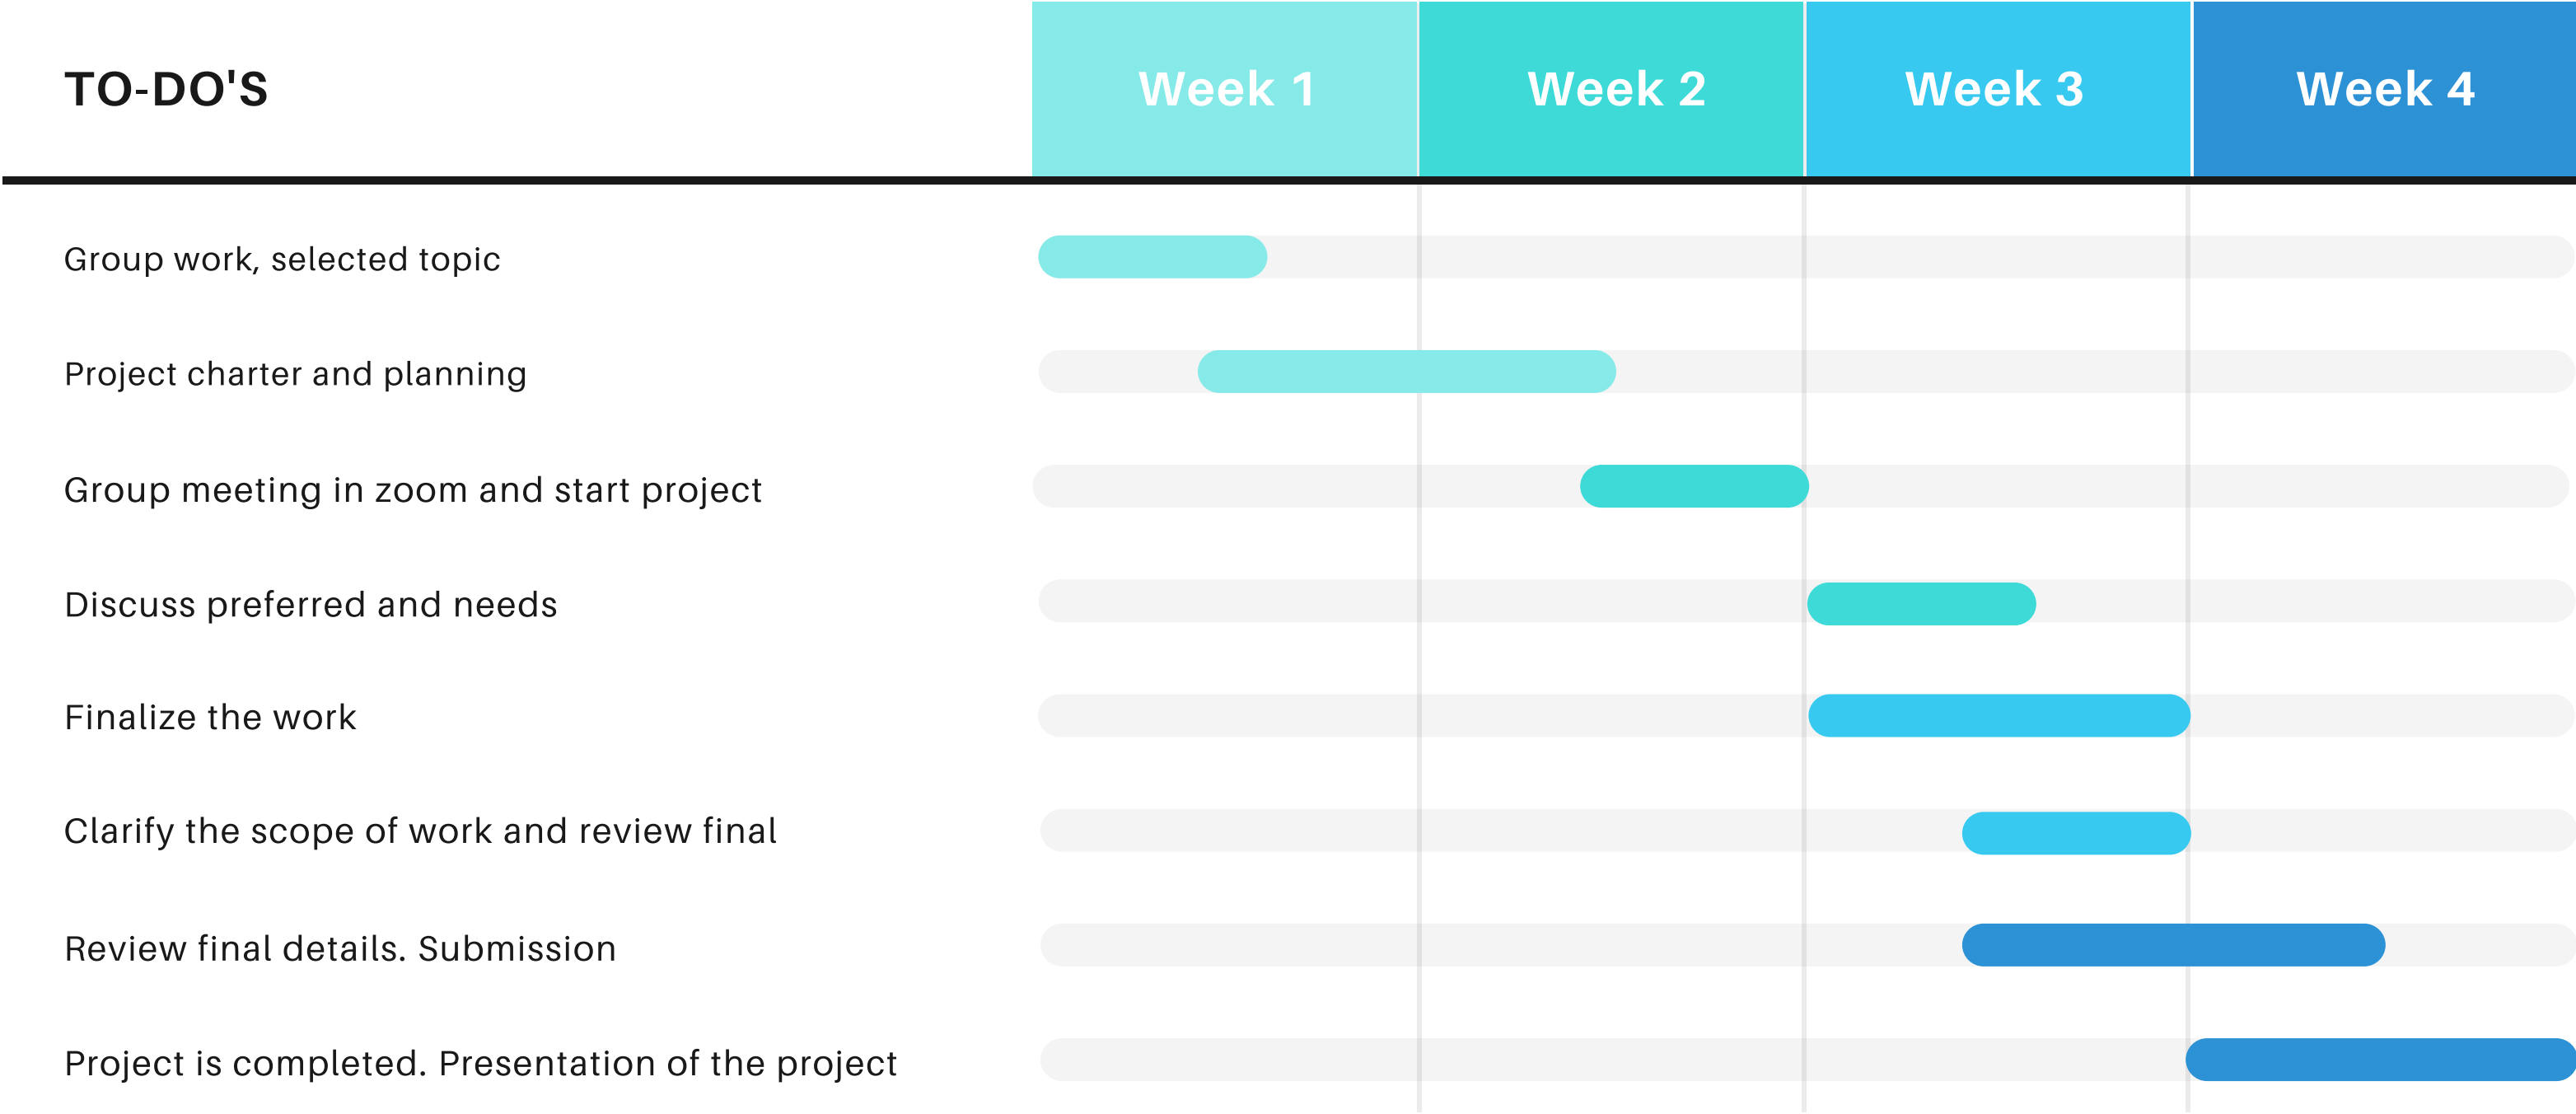 TO-DO'S
Week 1
Week 2
Week 3
Week 4
Group work, selected topic
Project charter and planning
Group meeting in zoom and start project
Discuss preferred and needs
Finalize the work
Clarify the scope of work and review final
Review final details. Submission
Project is completed. Presentation of the project